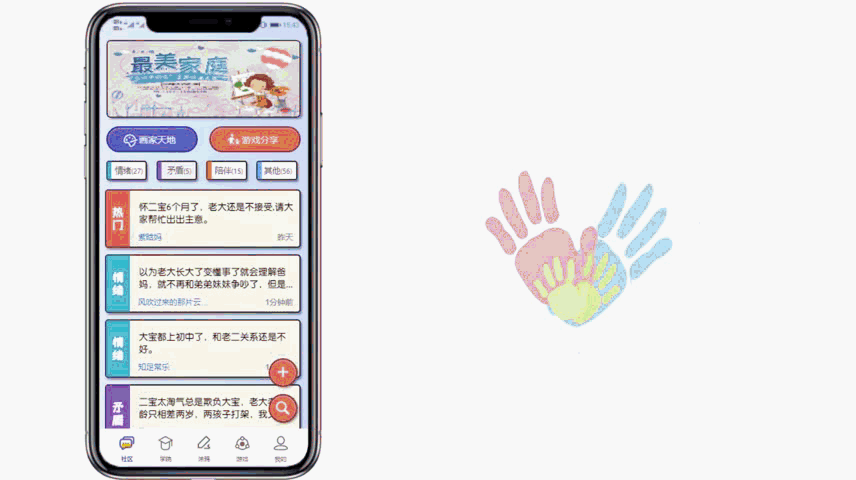 15:43
最美家庭
画家天地
游戏分享
情绪(27)
矛盾(5)
陪伴(15)
其他(56)
热门
怀二宝6个月了，老大还是不接受,请大
家帮忙出出主意。
昨天
情绪
以为老大长大了变懂事了就会理解爸
妈，就不再和弟弟妹妹争吵了，但是...
风吹过来的那片云...
1分钟前
情绪
大宝都上初中了，和老二关系还是不
好。
知足常乐
矛盾
二宝太淘气总是欺负大宝，老大
龄只相差两岁，两孩子打架，我
社区
学院
游戏
我的